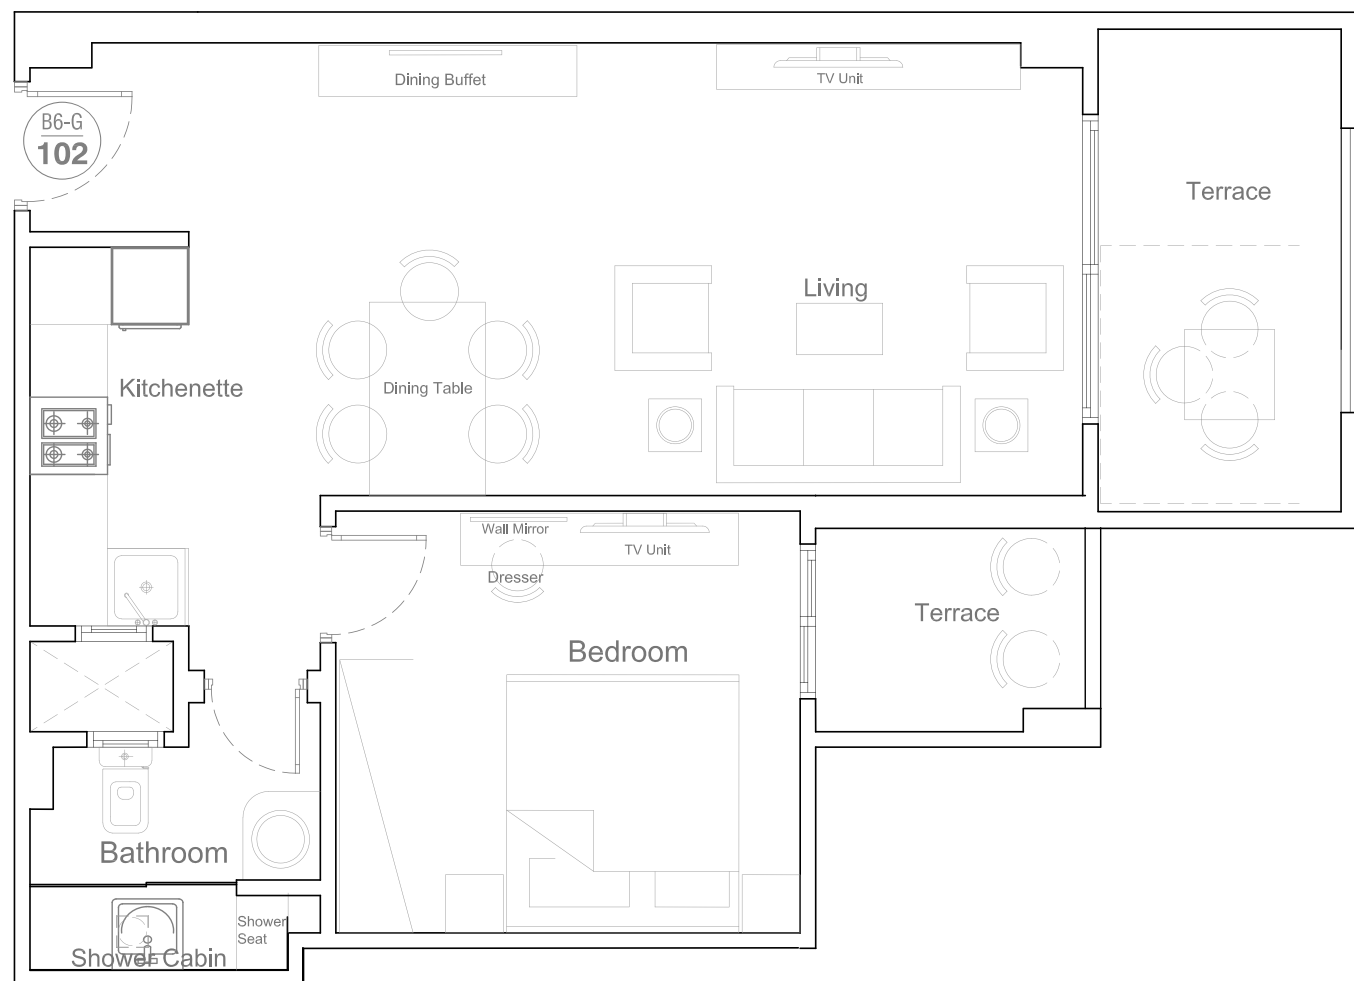 Dining Buffet
TV Unit
B6-G
102
Terrace
Living
Kitchenette
Dining Table
Wall Mirror
TV Unit
Dresser
Terrace
Bedroom
Bathroom
Shower
Seat
Shower Cabin